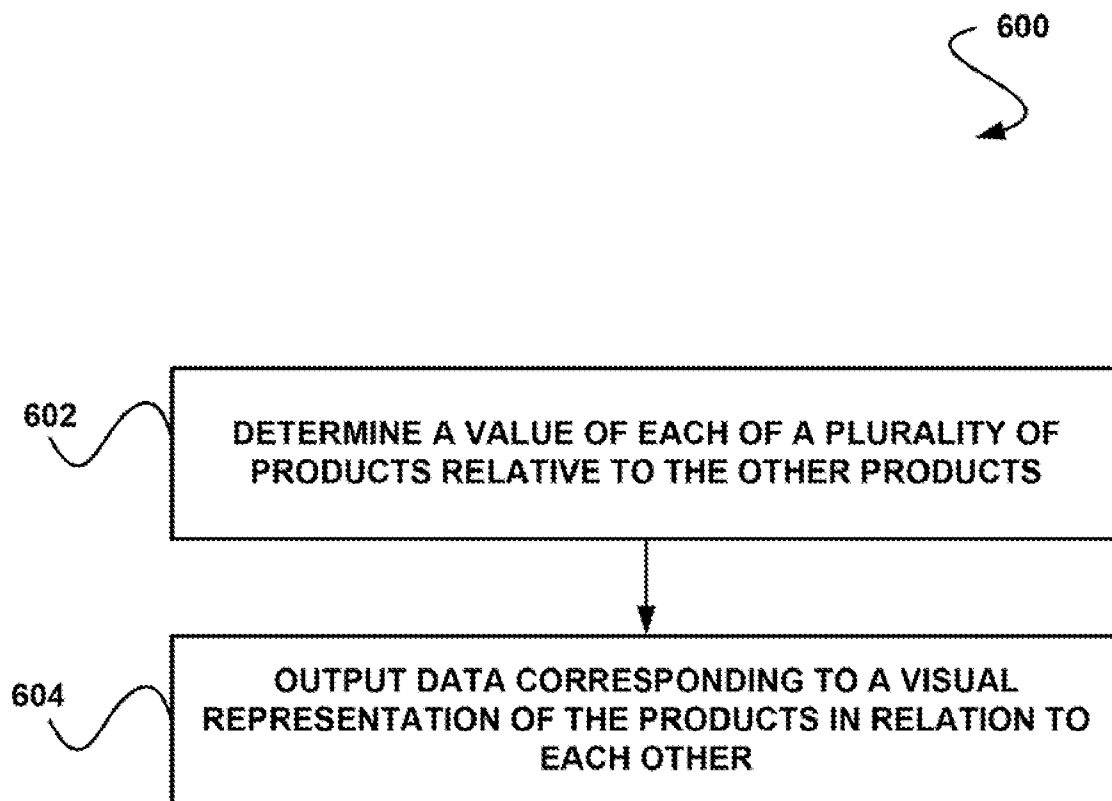 600
602
DETERMINE A VALUE OF EACH OF A PLURALITY OF
PRODUCTS RELATIVE TO THE OTHER PRODUCTS
604
OUTPUT DATA CORRESPONDING TO A VISUAL
REPRESENTATION OF THE PRODUCTS IN RELATION TO
EACH OTHER